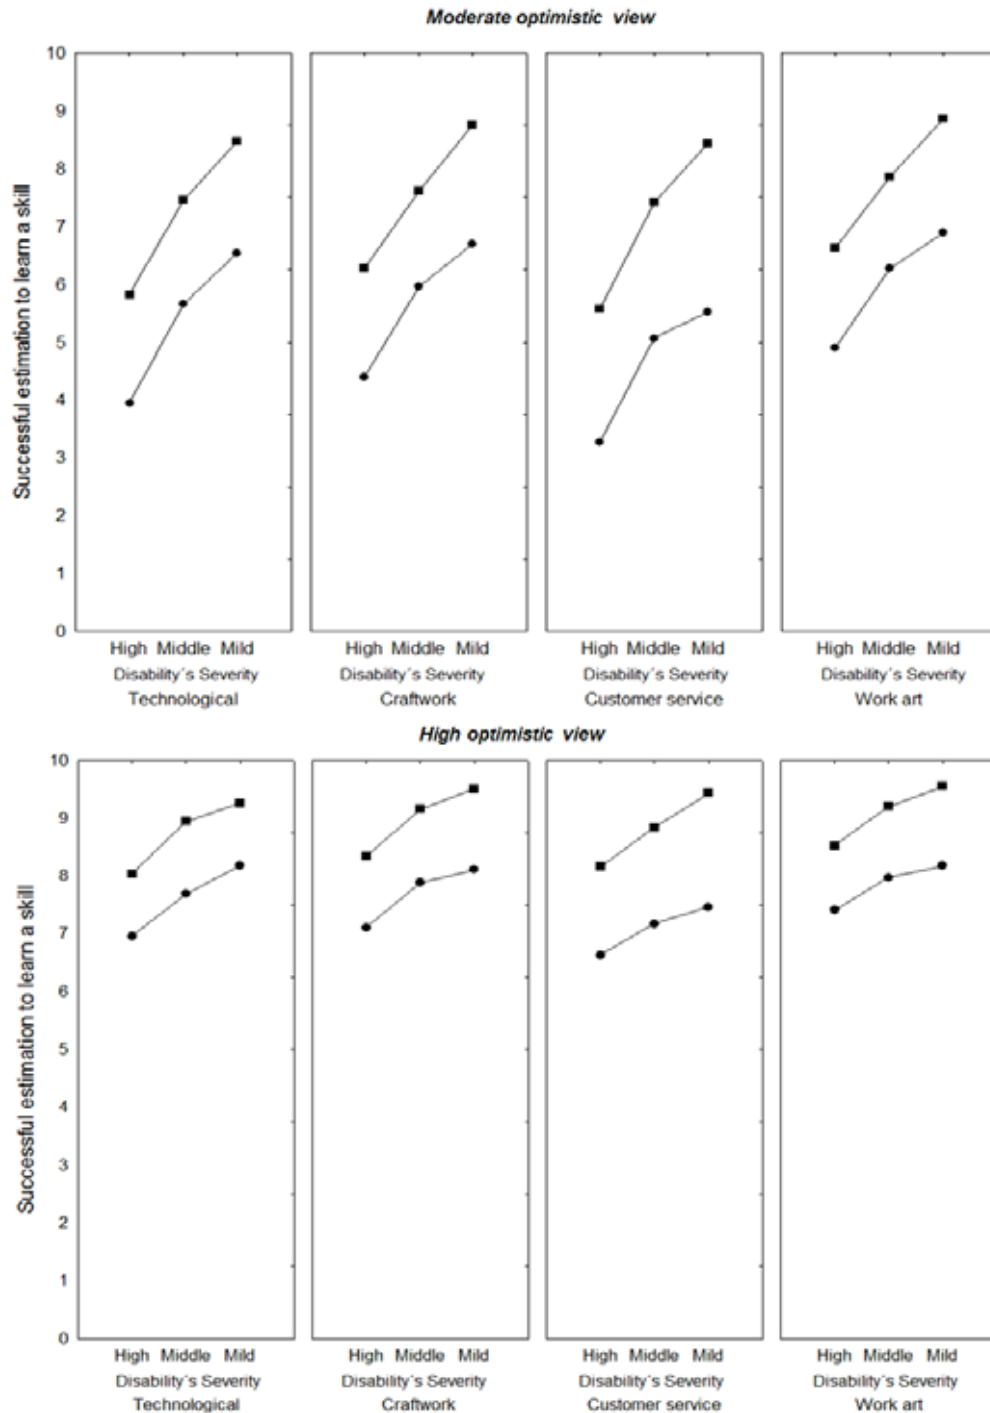 Moderate optimistic view
Successful estimation to learn a skill
10
9
8
7
6
5
4
3
2
1
0
High Middle Mild High Middle Mild High Middle Mild High Middle Mild
Disability´s Severity Disability´s Severity Disability´s Severity Disability´s Severity
Technological Craftwork Customer service Work art
High optimistic view
Successful estimation to learn a skill
10
9
8
7
6
5
4
3
2
1
0
High Middle Mild High Middle Mild High Middle Mild High Middle Mild
Disability´s Severity Disability´s Severity Disability´s Severity Disability´s Severity
Technological Craftwork Customer service Work art